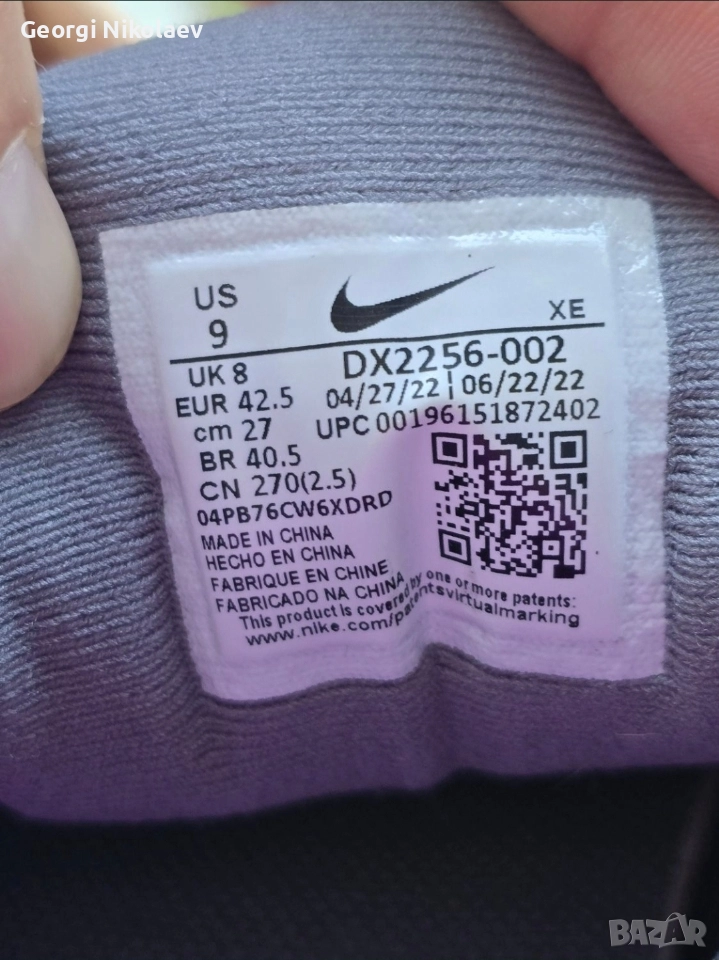 Georgi Nikolaev
US
9
XE
UK 8
DX2256-002
EUR 42.5
04/27/22 | 06/22/22
cm 27
UPC 00196151872402
BR 40.5
CN 270(2.5)
04PB76CW6XDRD
MADE IN CHINA
HECHO EN CHINA
FABRIQUE EN CHINE
FABRICADO NA CHINA
This product is covered by one or more patents:
www.nike.com/patentsvirtualmarking
BAZAR